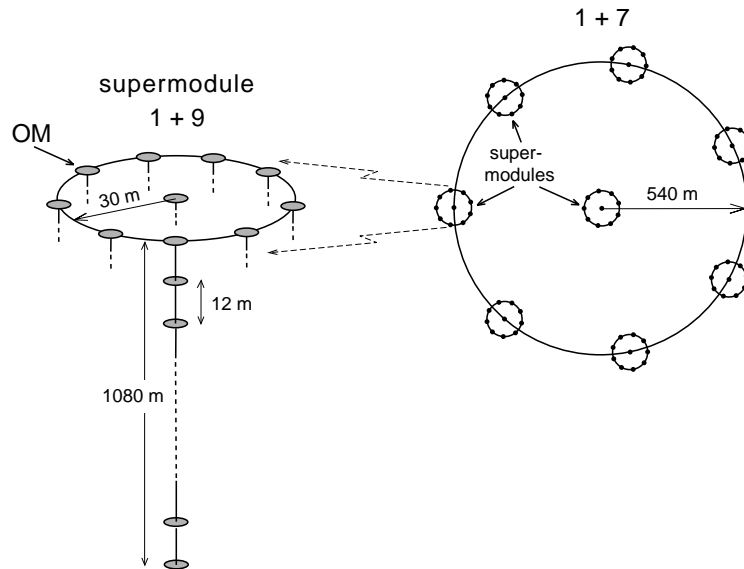 1 + 7
supermodule
1 + 9
OM
30 m
12 m
1080 m
super-
modules
540 m